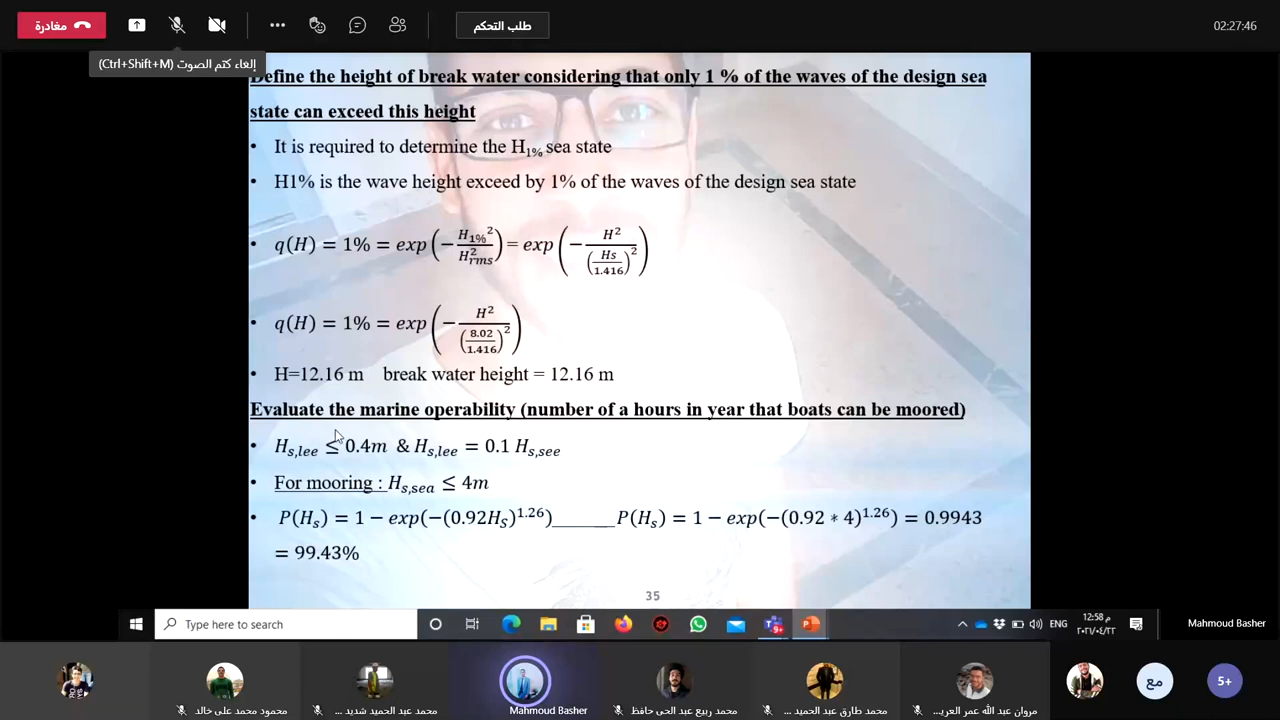 مغادرة
طلب التحكم
02:27:46
إلغاء كتم الصوت (Ctrl+Shift+M)
Define the height of break water considering that only 1 % of the waves of the design sea
state can exceed this height
• It is required to determine the H1% sea state
• H1% is the wave height exceed by 1% of the waves of the design sea state
• q(H) = 1% = exp(−H1%²/H²rms) = exp(−H²/(Hs/1.416)²)
• q(H) = 1% = exp(−H²/(8.02/1.416)²)
• H=12.16 m break water height = 12.16 m
Evaluate the marine operability (number of a hours in year that boats can be moored)
• Hs,lee ≤ 0.4m & Hs,lee = 0.1 Hs,see
• For mooring : Hs,sea ≤ 4m
• P(Hs) = 1 − exp(−(0.92HS)^1.26)______P(Hs) = 1 − exp(−(0.92 ∗ 4)^1.26) = 0.9943
= 99.43%
35
Type here to search
9+
ENG
12:58 م
٢٠٢١/٠٤/٢٢
Mahmoud Basher
محمود محمد على خالد
محمد عبد الحميد شديد ...
Mahmoud Basher
محمد ربيع عبد الحى حافظ
محمد طارق عبد الحميد ...
مروان عبد الله عمر العريـ...
مع
5+